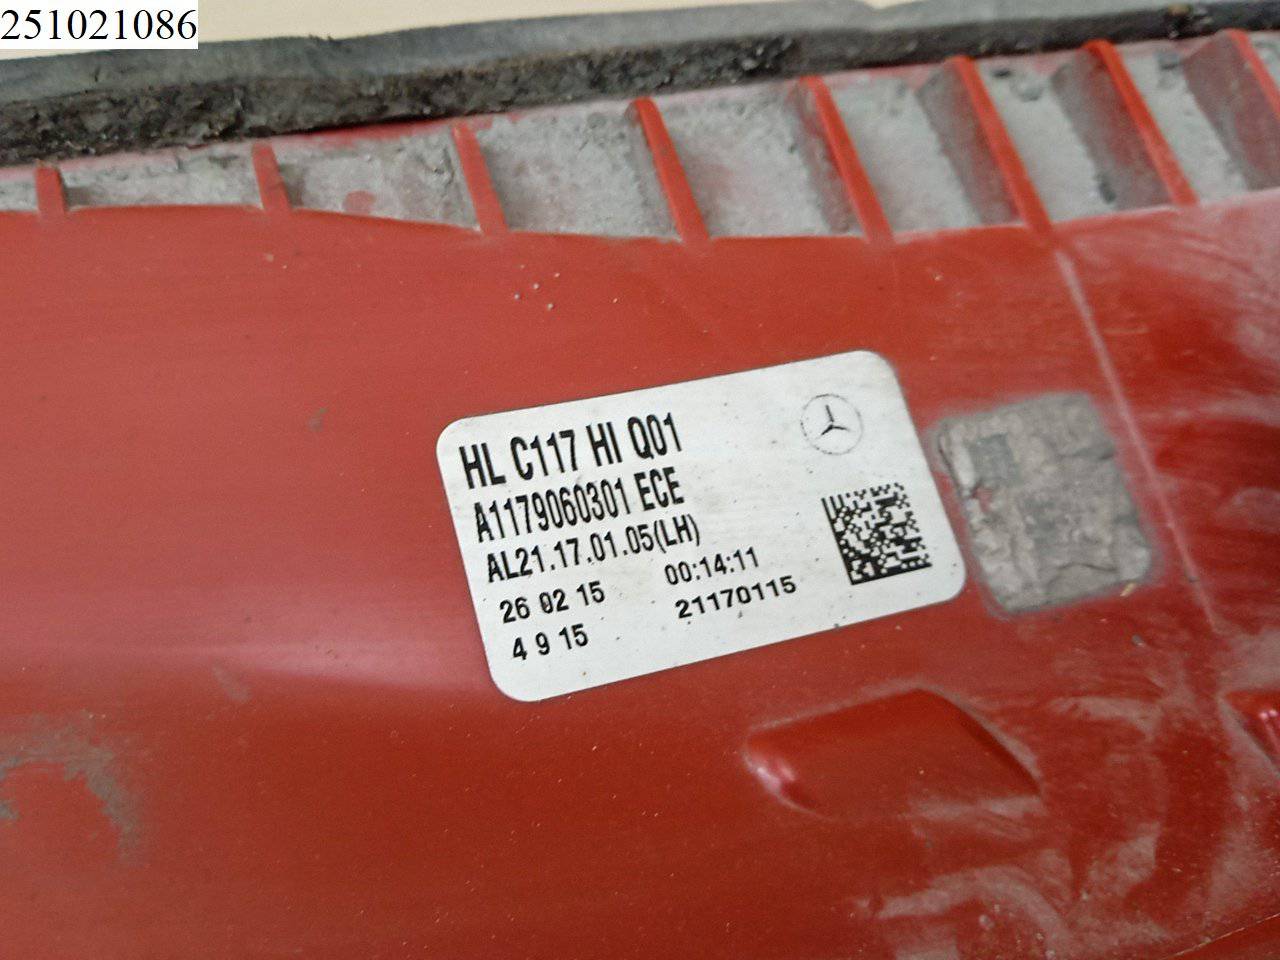 251021086
HL C117 HI Q01
A1179060301 ECE
AL21.17.01.05(LH)
26 02 15 00:14:11
4 9 15 21170115